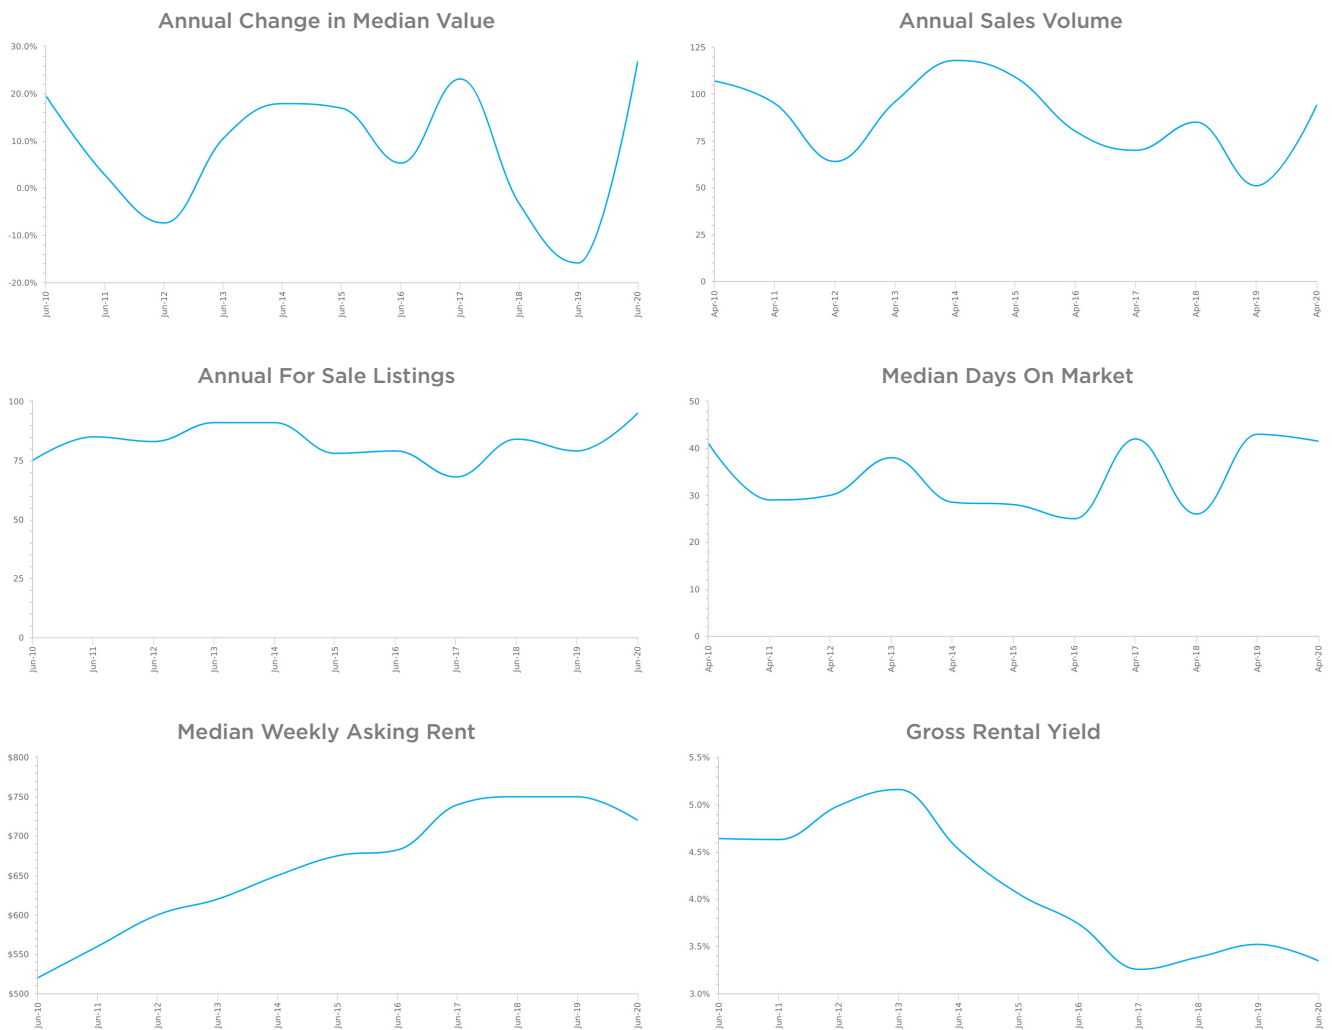 Annual Change in Median Value
30.0%
20.0%
10.0%
0.0%
-10.0%
-20.0%
Jun-10
Jun-11
Jun-12
Jun-13
Jun-14
Jun-15
Jun-16
Jun-17
Jun-18
Jun-19
Jun-20
Annual Sales Volume
125
100
75
50
25
0
Apr-10
Apr-11
Apr-12
Apr-13
Apr-14
Apr-15
Apr-16
Apr-17
Apr-18
Apr-19
Apr-20
Annual For Sale Listings
100
75
50
25
0
Jun-10
Jun-11
Jun-12
Jun-13
Jun-14
Jun-15
Jun-16
Jun-17
Jun-18
Jun-19
Jun-20
Median Days On Market
50
40
30
20
10
0
Apr-10
Apr-11
Apr-12
Apr-13
Apr-14
Apr-15
Apr-16
Apr-17
Apr-18
Apr-19
Apr-20
Median Weekly Asking Rent
$800
$750
$700
$650
$600
$550
$500
Jun-10
Jun-11
Jun-12
Jun-13
Jun-14
Jun-15
Jun-16
Jun-17
Jun-18
Jun-19
Jun-20
Gross Rental Yield
5.5%
5.0%
4.5%
4.0%
3.5%
3.0%
Jun-10
Jun-11
Jun-12
Jun-13
Jun-14
Jun-15
Jun-16
Jun-17
Jun-18
Jun-19
Jun-20